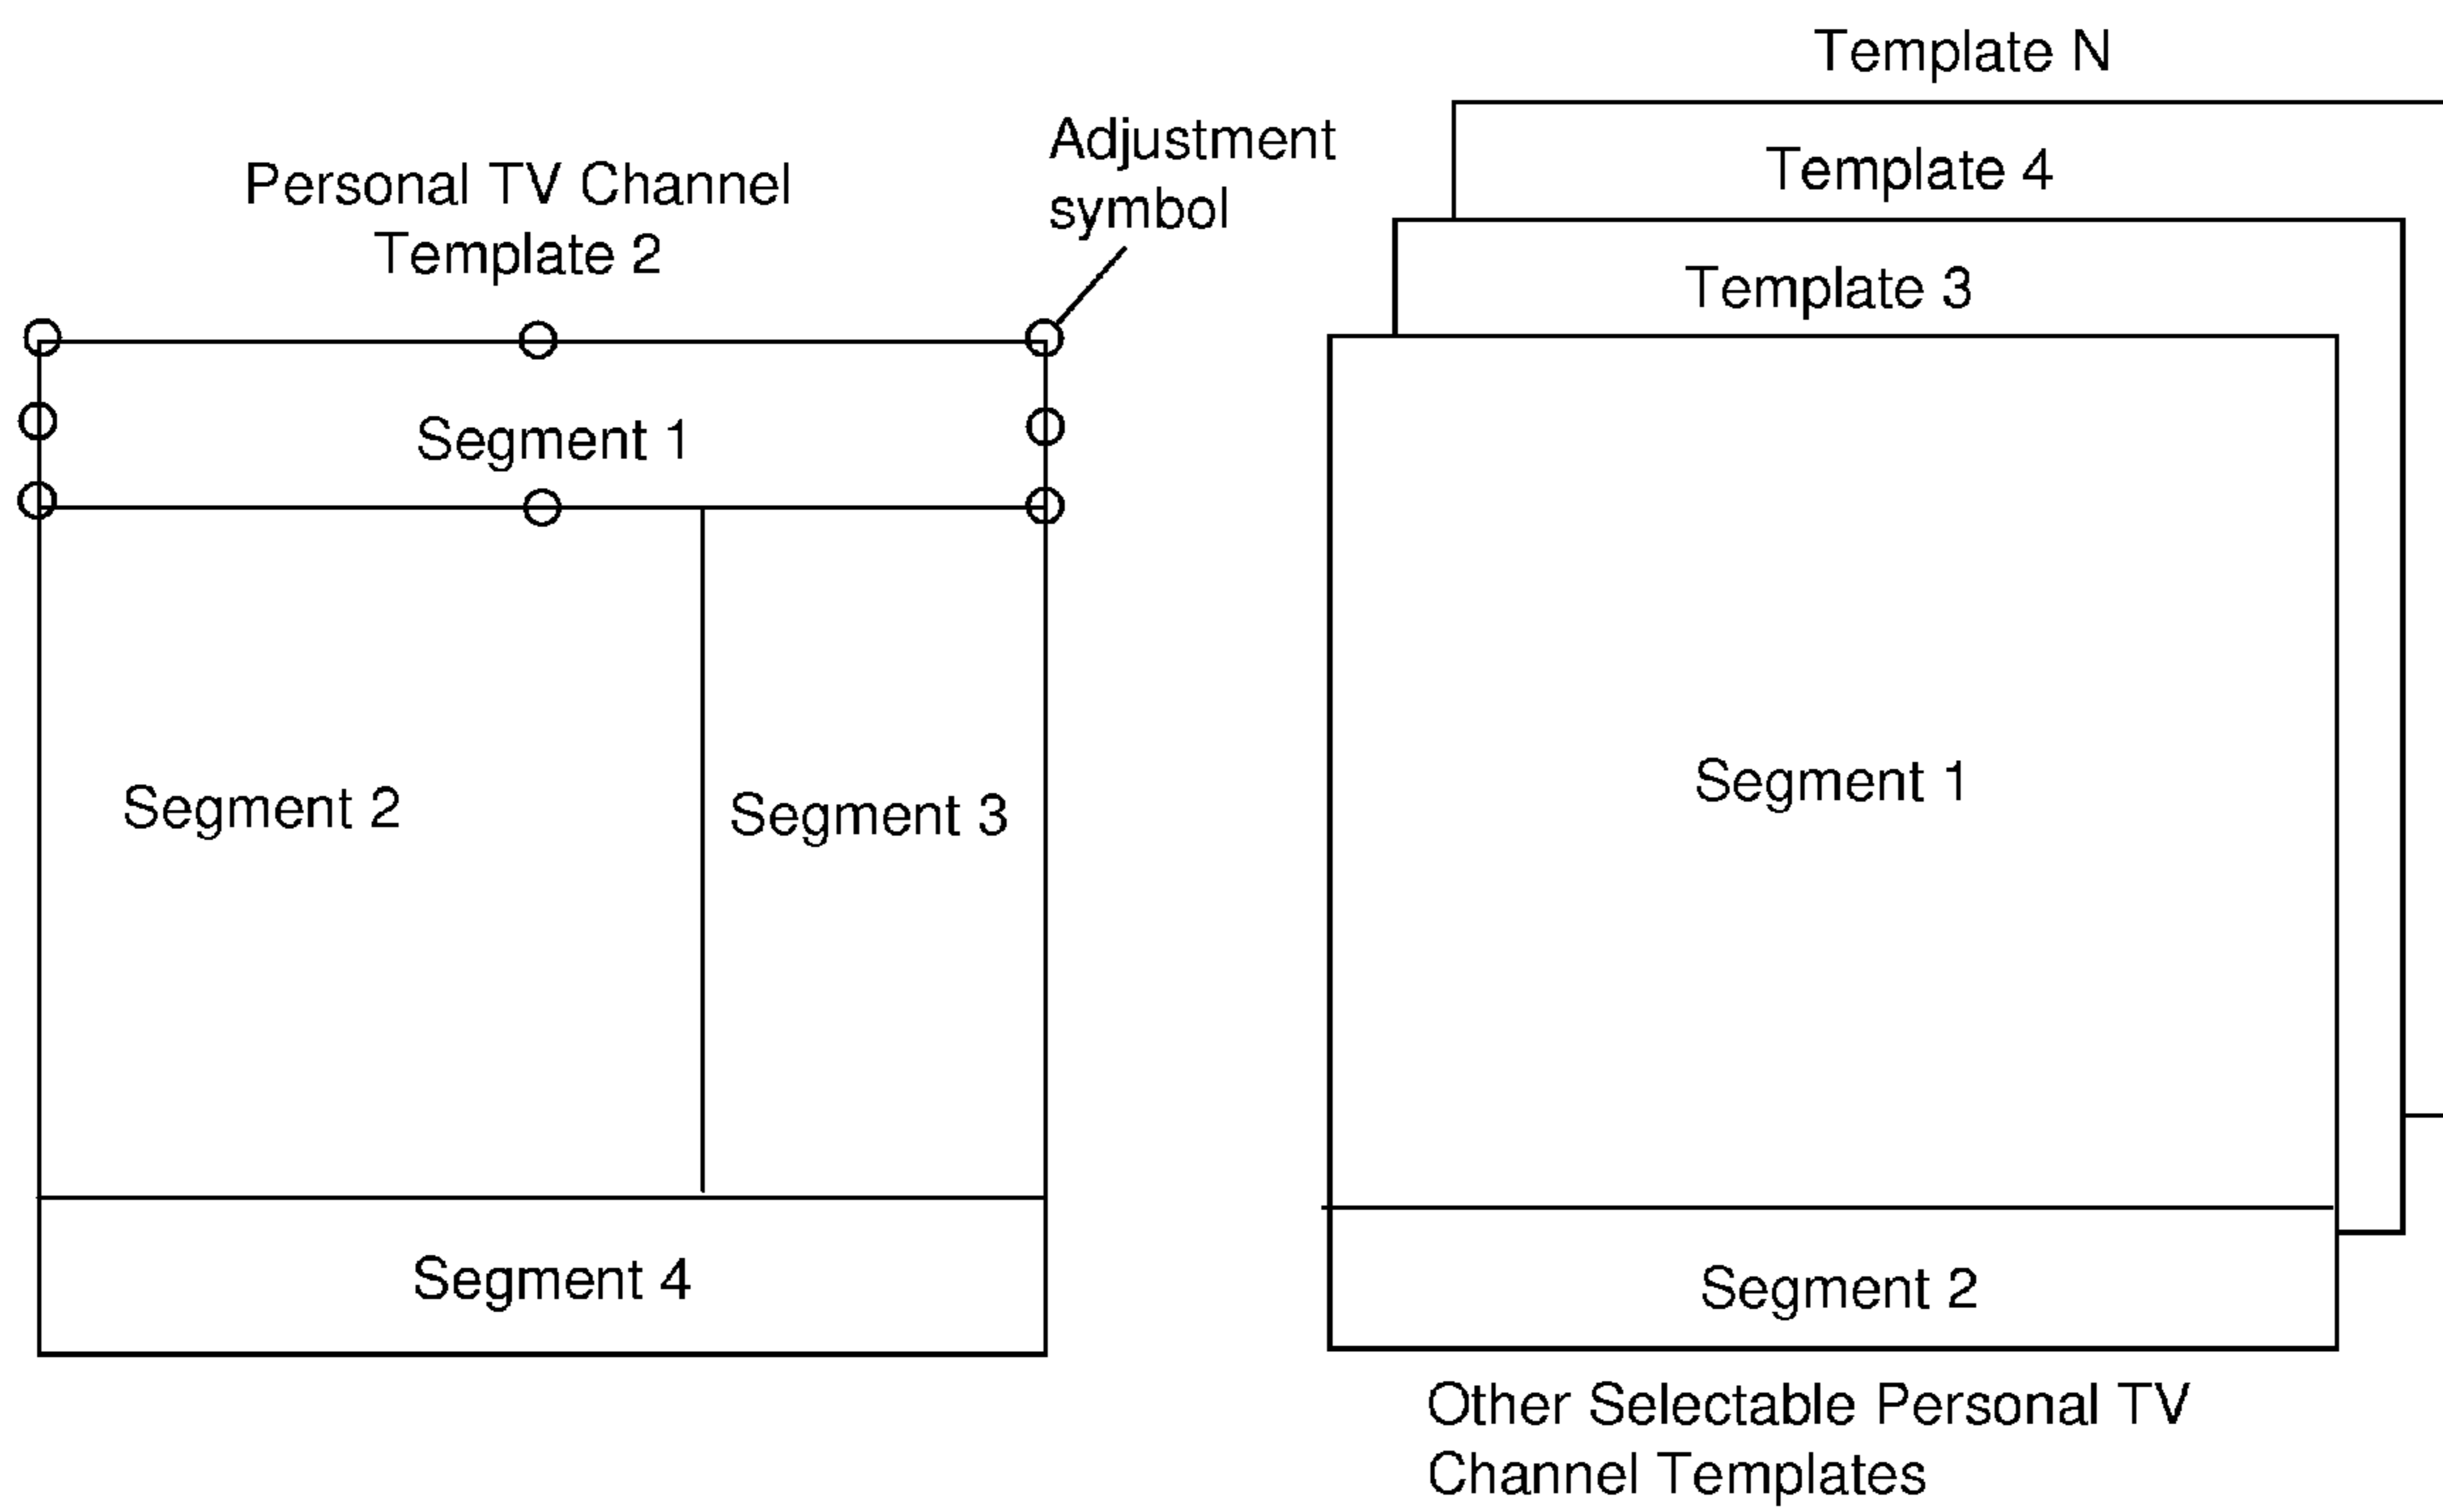 Personal TV Channel
Template 2
Adjustment
symbol
Segment 1
Segment 2
Segment 3
Segment 4
Template N
Template 4
Template 3
Segment 1
Segment 2
Other Selectable Personal TV
Channel Templates